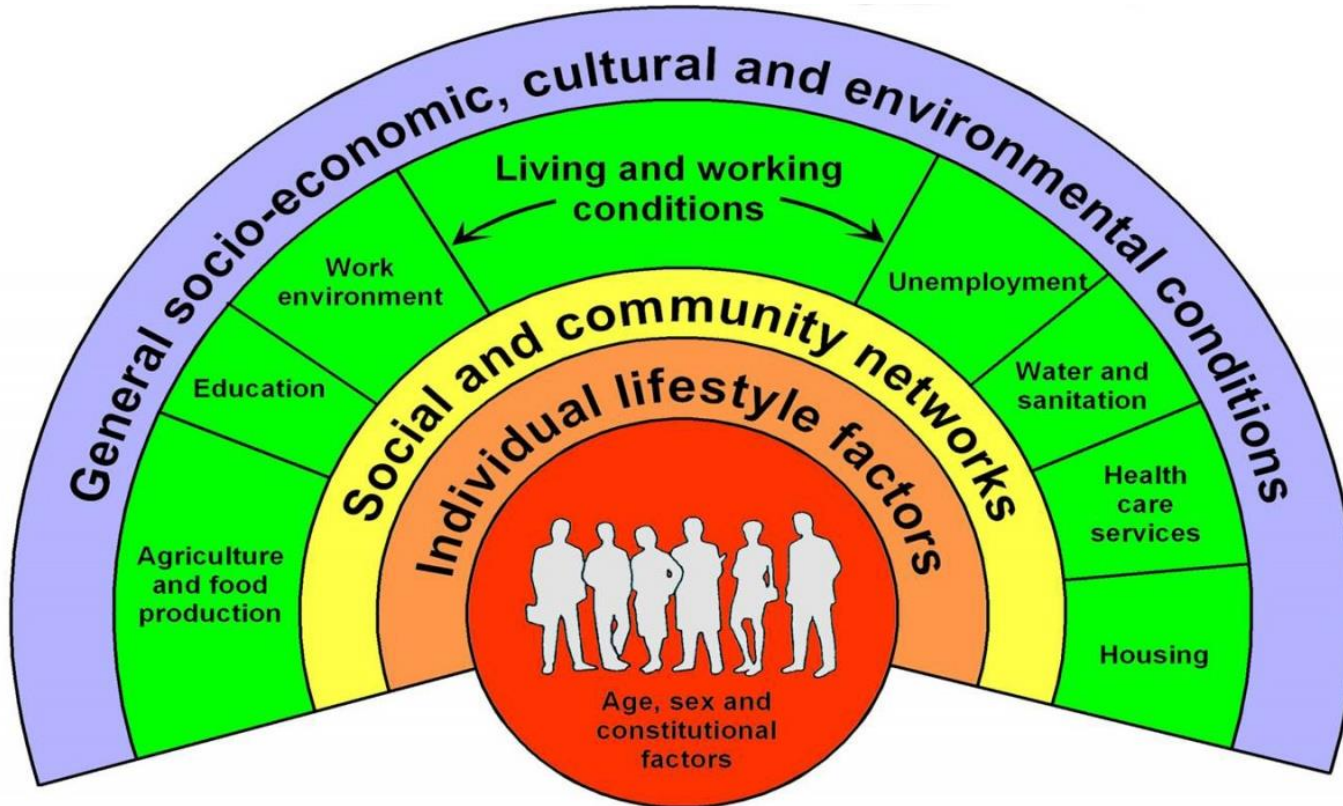 General socio-economic, cultural and environmental conditions
Living and working
conditions
Work
environment
Unemployment
Education
Water and
sanitation
Agriculture
and food
production
Health
care
services
Housing
Social and community networks
Individual lifestyle factors
Age, sex and
constitutional
factors